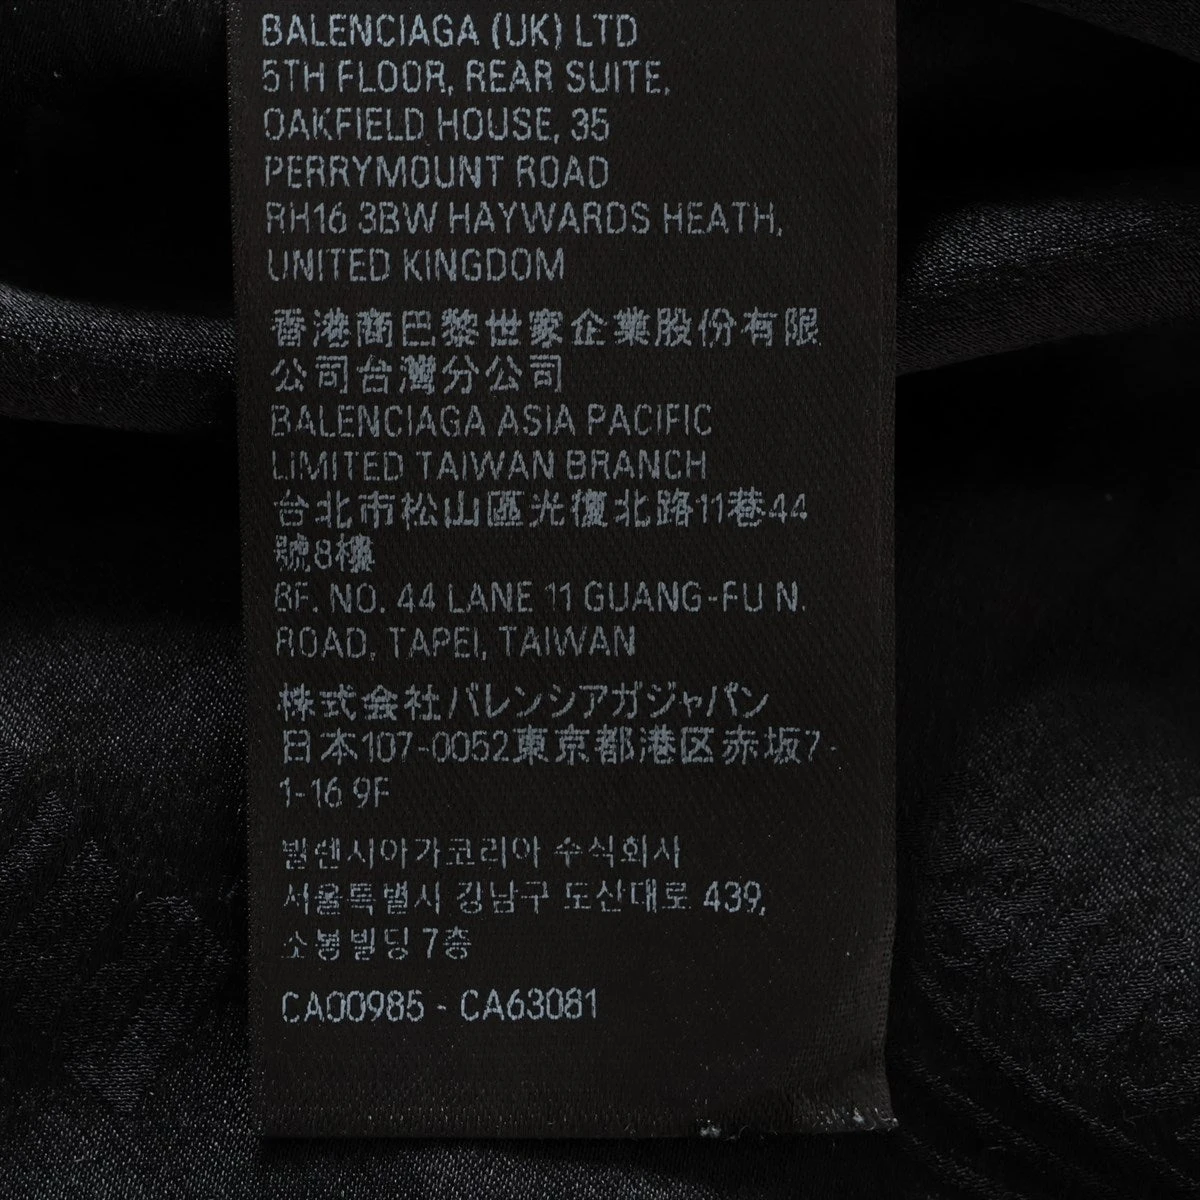 BALENCIAGA (UK) LTD
5TH FLOOR, REAR SUITE,
OAKFIELD HOUSE, 35
PERRYMOUNT ROAD
RH16 3BW HAYWARDS HEATH,
UNITED KINGDOM
香港商巴黎世家企業股份有限
公司台灣分公司
BALENCIAGA ASIA PACIFIC
LIMITED TAIWAN BRANCH
台北市松山區光復北路11巷44
號8樓
8F. NO. 44 LANE 11 GUANG-FU N.
ROAD, TAPEI, TAIWAN
株式会社バレンシアガジャパン
日本107-0052東京都港区赤坂7-
1-16 9F
발렌시아가코리아 주식회사
서울특별시 강남구 도산대로 439,
소봉빌딩 7층
CA00985 - CA63081